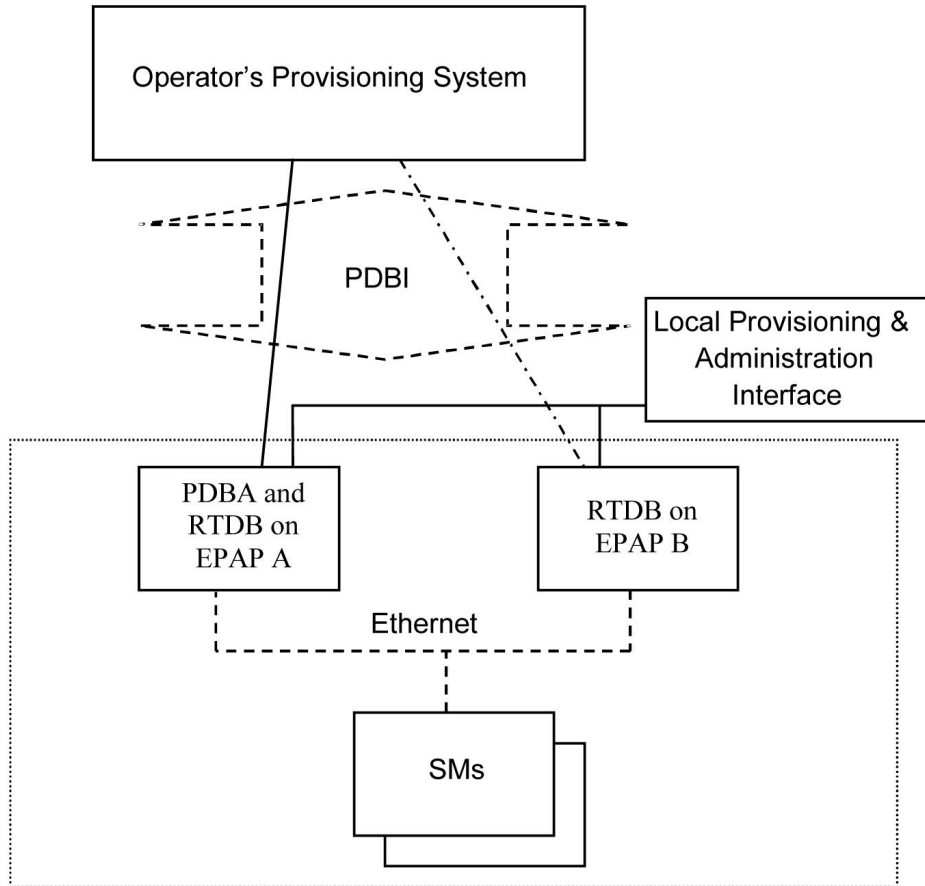 Operator’s Provisioning System
PDBI
Local Provisioning &
Administration
Interface
PDBA and
RTDB on
EPAP A
RTDB on
EPAP B
Ethernet
SMs